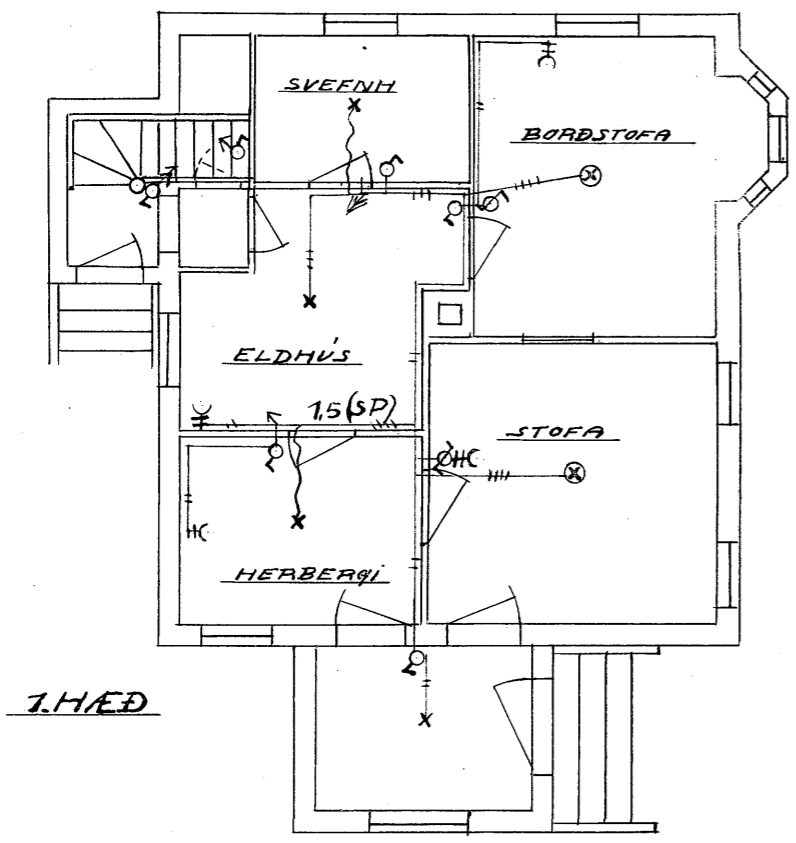 SVEFNH
BORÐSTOFA
ELDHÚS
1,5 (SP)
STOFA
HERBERGI
1. HÆÐ